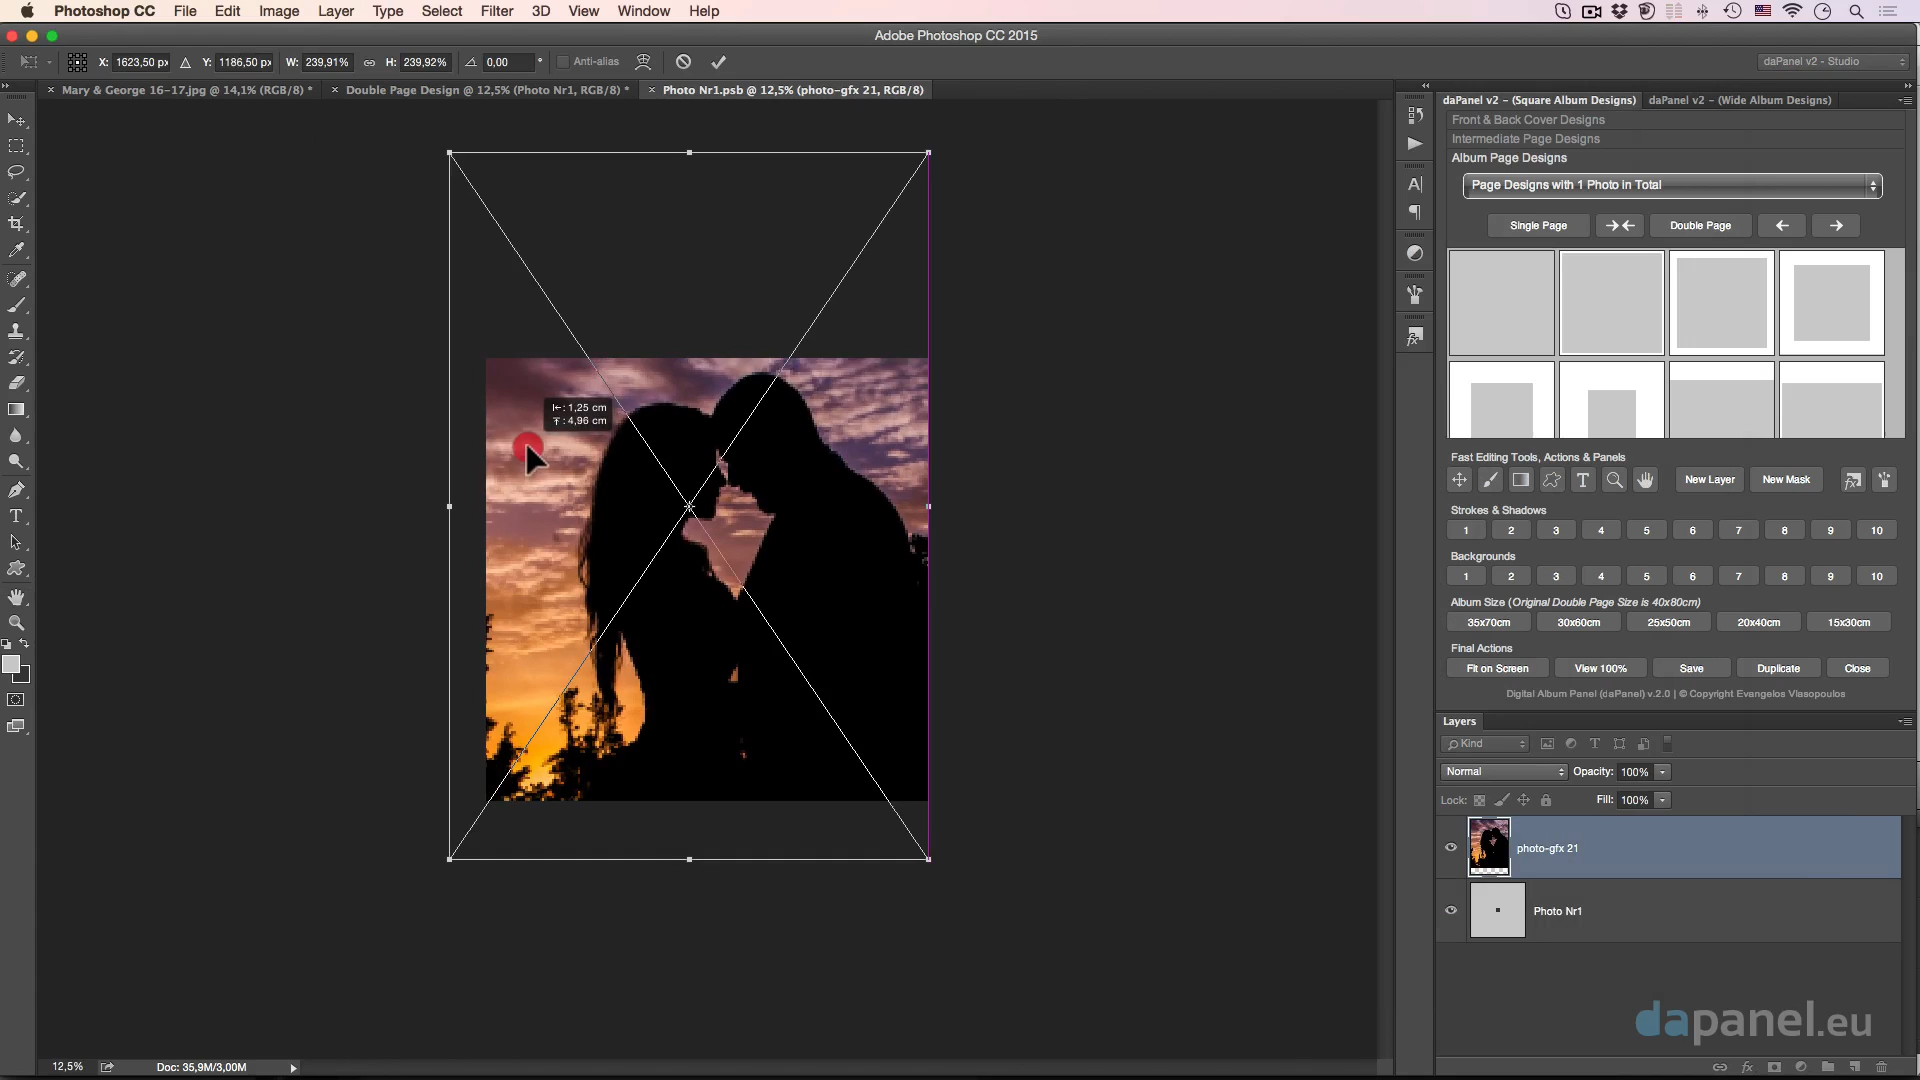 Photoshop CC File Edit Image Layer Type Select Filter 3D View Window Help
Adobe Photoshop CC 2015
X: 1623,50 px Y: 1186,50 px W: 239,91% H: 239,92% 0,00 ° Anti-alias daPanel v2 - Studio
× Mary & George 16-17.jpg @ 14,1% (RGB/8) * × Double Page Design @ 12,5% (Photo Nr1, RGB/8) * × Photo Nr1.psb @ 12,5% (photo-gfx 21, RGB/8)
daPanel v2 – (Square Album Designs) daPanel v2 – (Wide Album Designs)
Front & Back Cover Designs
Intermediate Page Designs
Album Page Designs
Page Designs with 1 Photo in Total
Single Page Double Page
1,25 cm
4,96 cm
Fast Editing Tools, Actions & Panels
New Layer New Mask
Strokes & Shadows
1 2 3 4 5 6 7 8 9 10
Backgrounds
1 2 3 4 5 6 7 8 9 10
Album Size (Original Double Page Size is 40x80cm)
35x70cm 30x60cm 25x50cm 20x40cm 15x30cm
Final Actions
Fit on Screen View 100% Save Duplicate Close
Digital Album Panel (daPanel) v.2.0 | © Copyright Evangelos Vlasopoulos
Layers
Kind
Normal Opacity: 100%
Lock: Fill: 100%
photo-gfx 21
Photo Nr1
dapanel.eu
12,5% Doc: 35,9M/3,00M